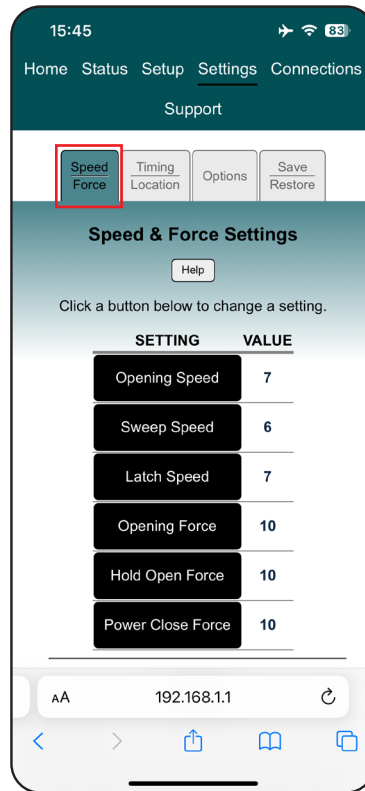 15:45 83
Home Status Setup Settings Connections
Support
Speed Timing Options Save
Force Location Restore
Speed & Force Settings
Help
Click a button below to change a setting.
SETTING VALUE
Opening Speed 7
Sweep Speed 6
Latch Speed 7
Opening Force 10
Hold Open Force 10
Power Close Force 10
AA 192.168.1.1